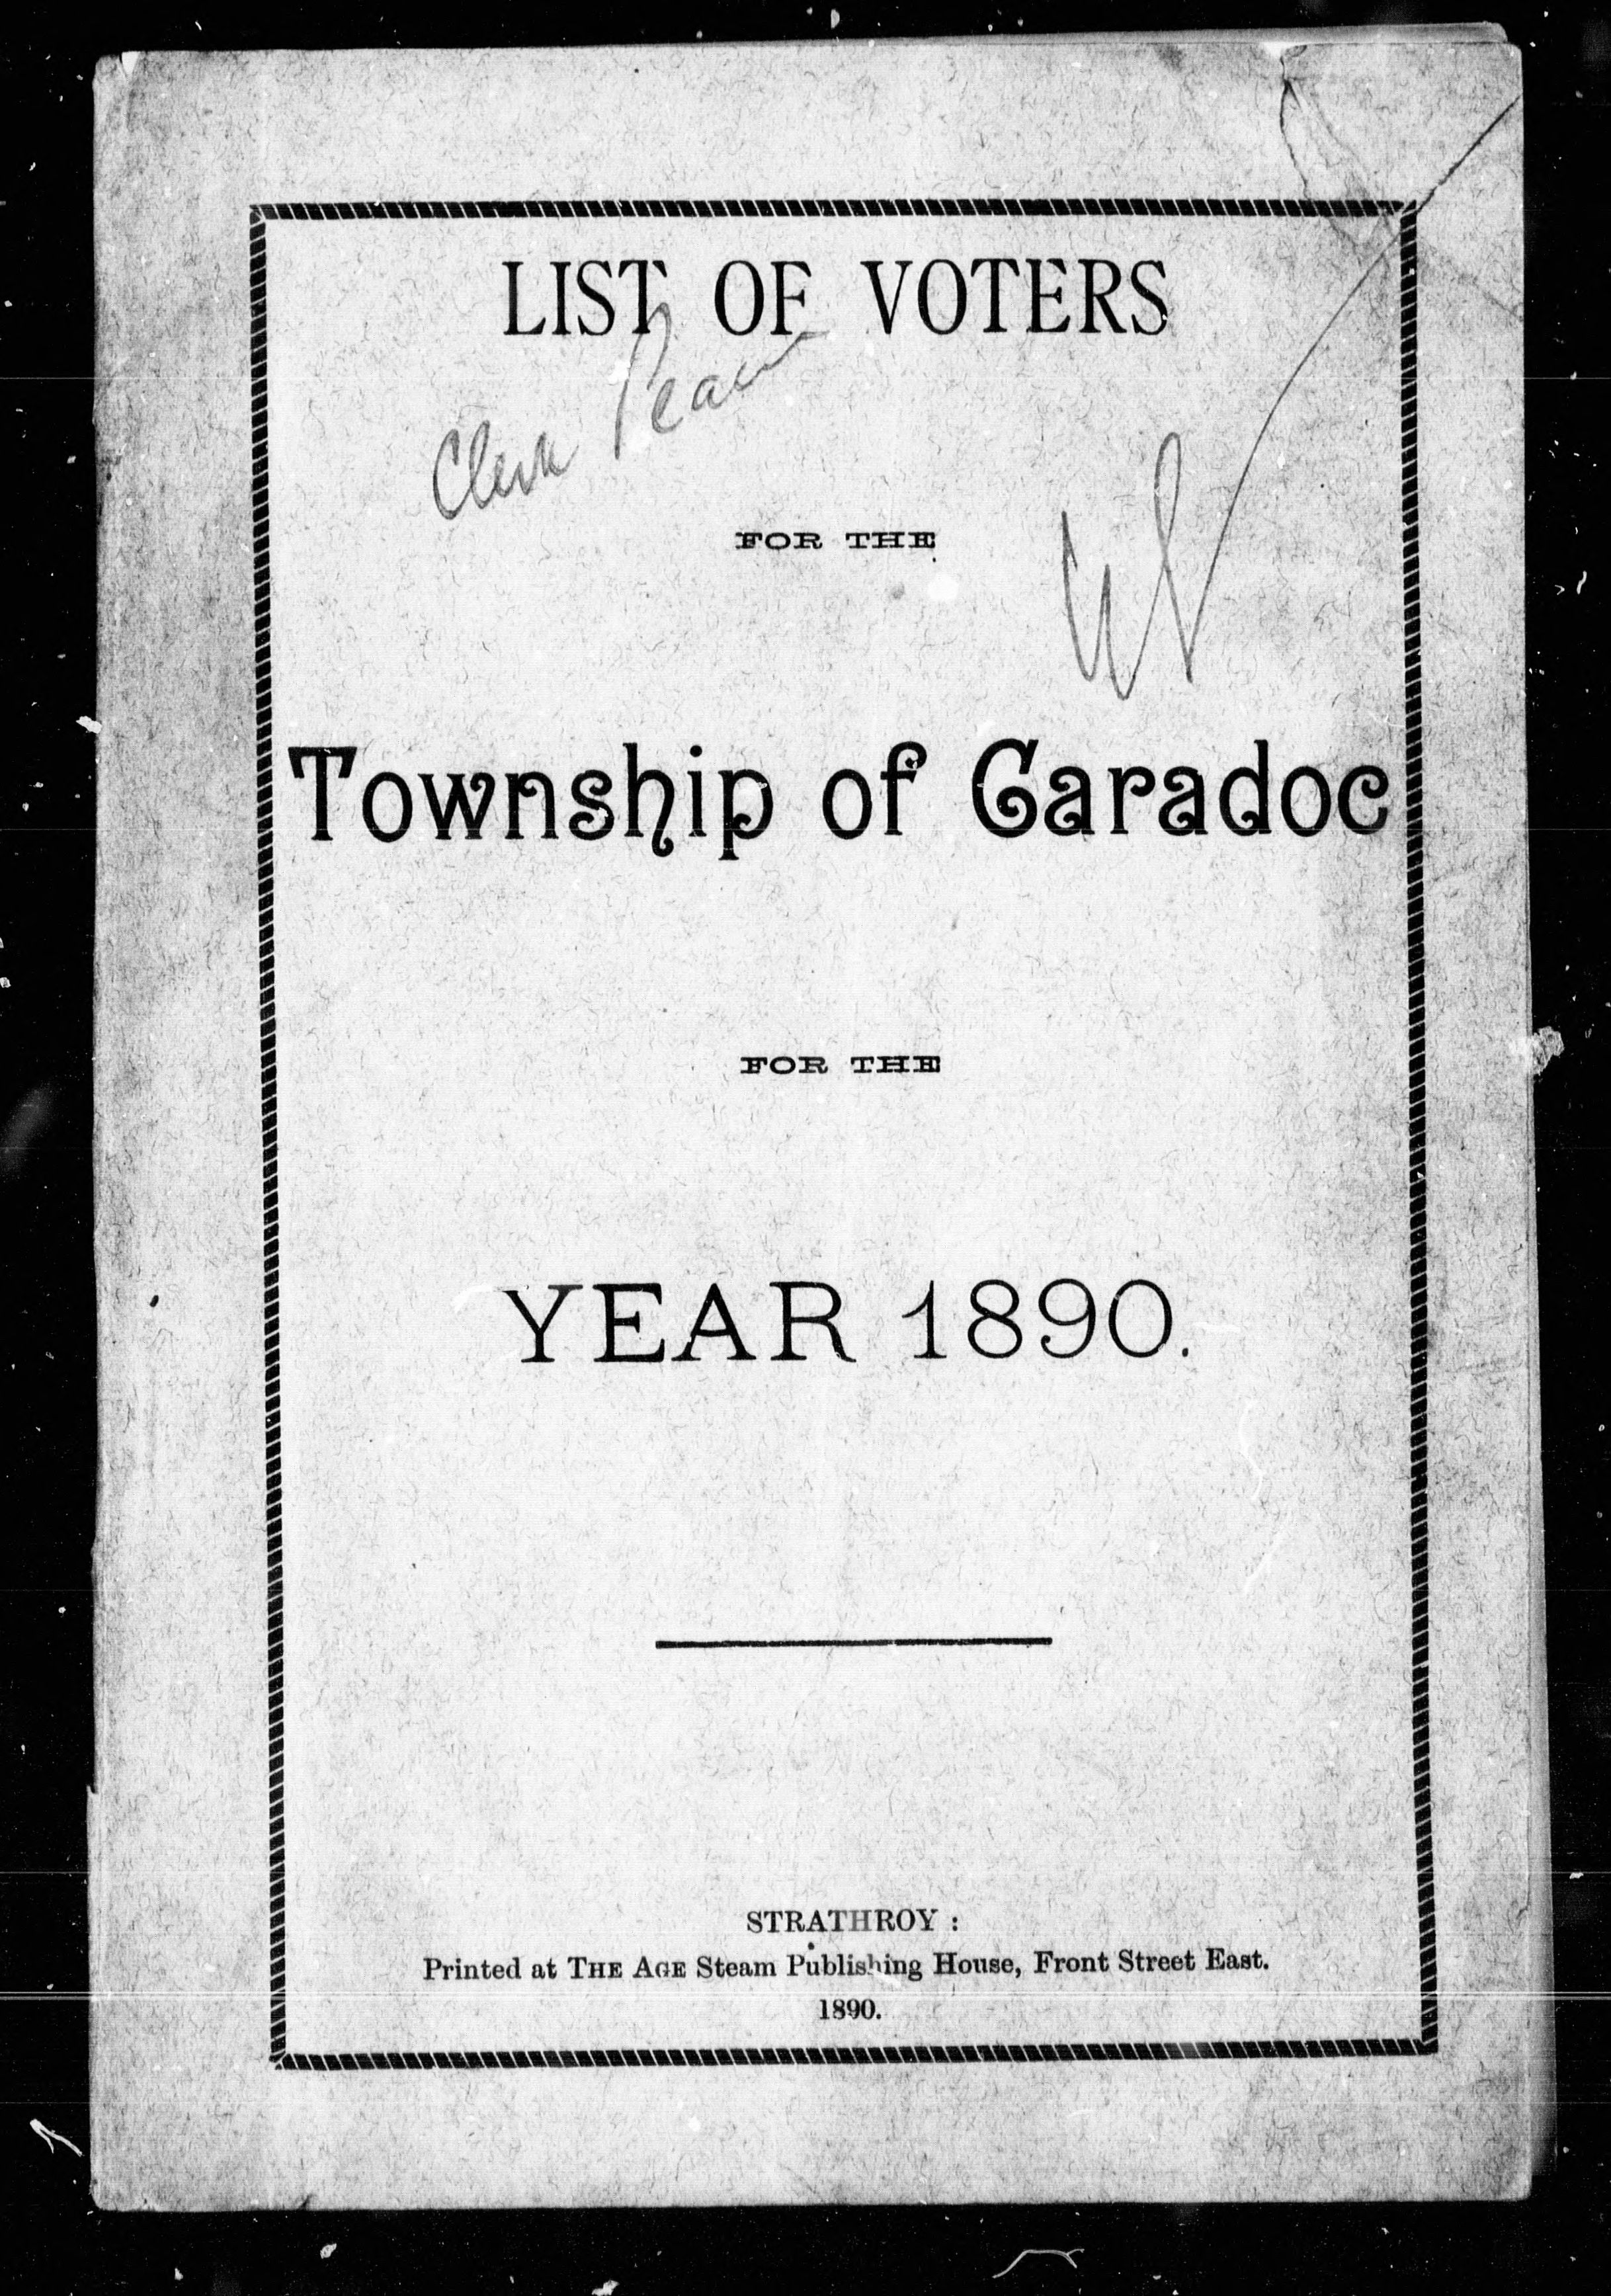 LIST OF VOTERS
Clerk
FOR THE
Township of Caradoc
FOR THE
YEAR 1890.
STRATHROY :
Printed at THE AGE Steam Publishing House, Front Street East.
1890.